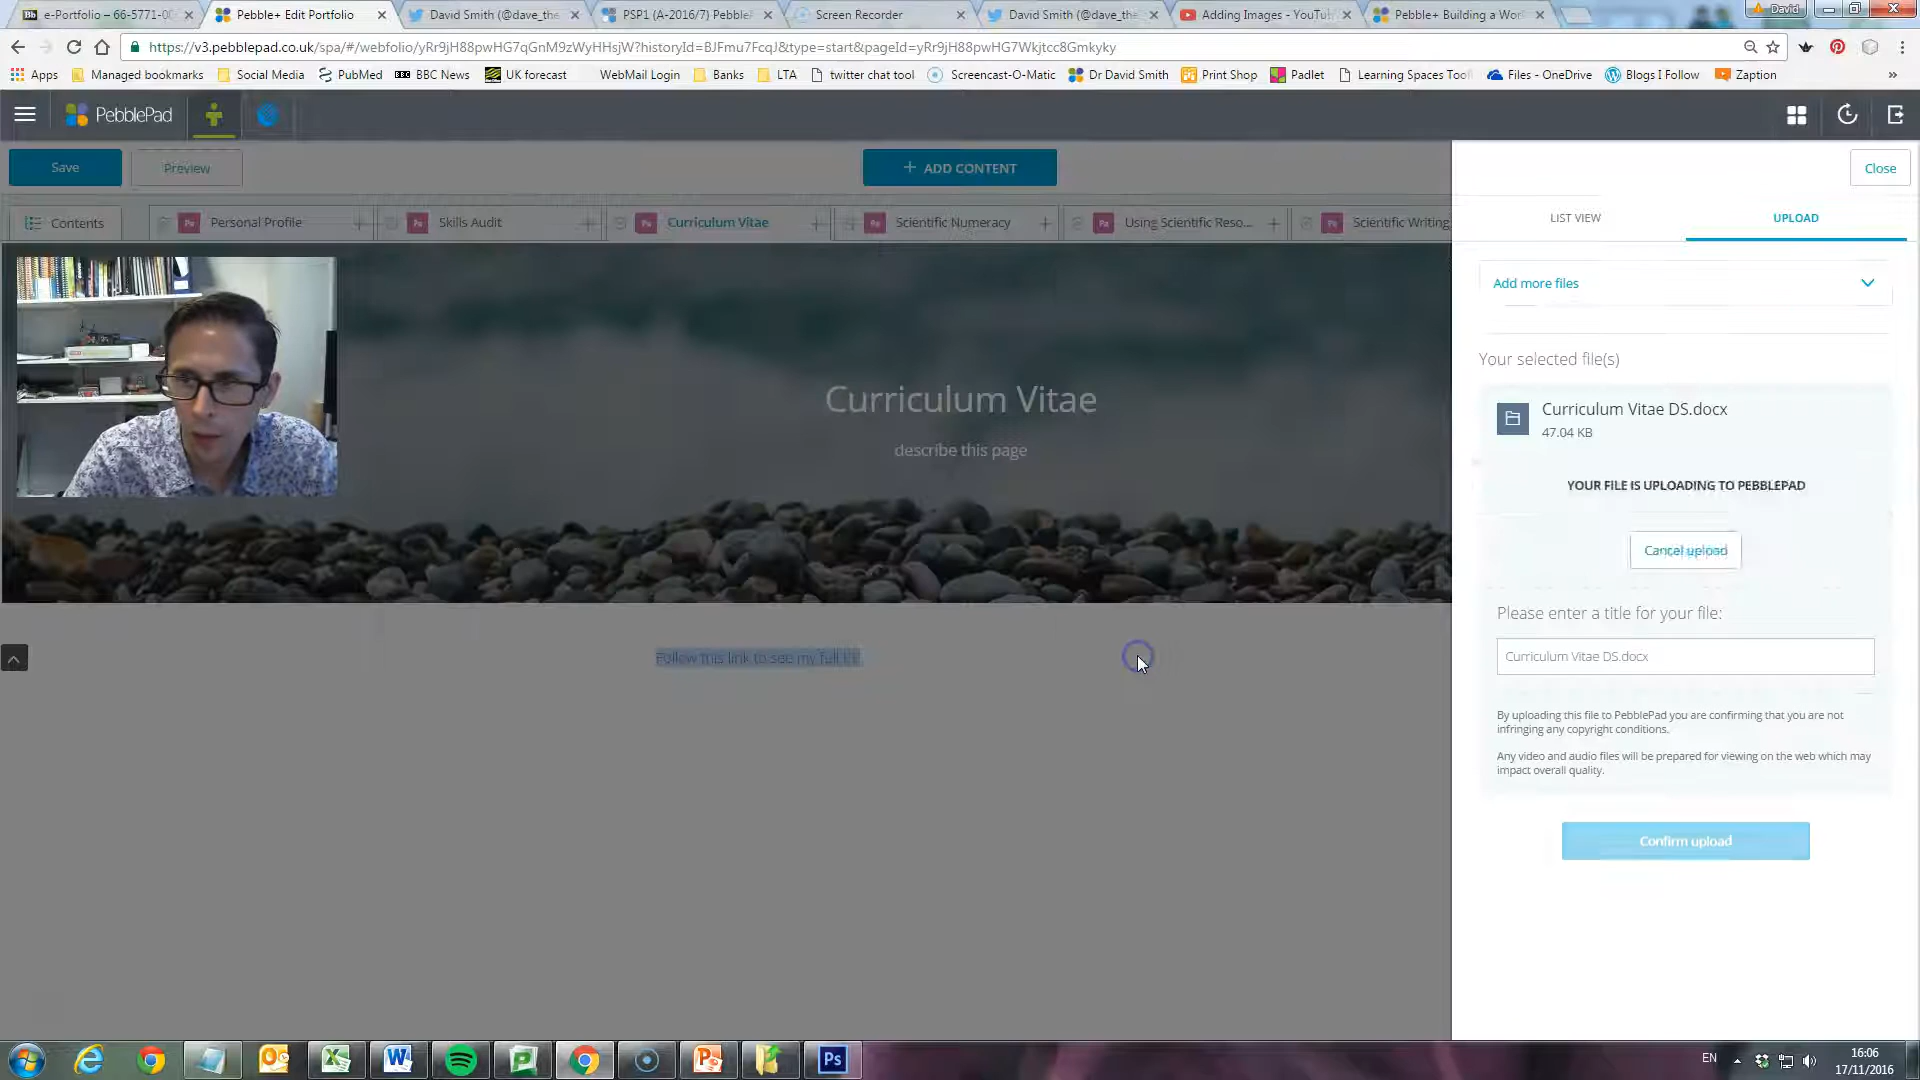 e-Portfolio – 66-5771-00
Pebble+ Edit Portfolio
David Smith (@dave_the
PSP1 (A-2016/7) Pebble
Screen Recorder
David Smith (@dave_the
Adding Images - YouTub
Pebble+ Building a Wor
David
https://v3.pebblepad.co.uk/spa/#/webfolio/yRr9jH88pwHG7qGnM9zWyHHsjW?historyId=BJFmu7FcqJ&type=start&pageId=yRr9jH88pwHG7Wkjtcc8Gmkyky
Apps
Managed bookmarks
Social Media
PubMed
BBC News
UK forecast
WebMail Login
Banks
LTA
twitter chat tool
Screencast-O-Matic
Dr David Smith
Print Shop
Padlet
Learning Spaces Tool
Files - OneDrive
Blogs I Follow
Zaption
»
PebblePad
Save
Preview
+ ADD CONTENT
Close
Contents
Personal Profile
Skills Audit
Curriculum Vitae
Scientific Numeracy
Using Scientific Reso...
Scientific Writing
LIST VIEW
UPLOAD
Add more files
Your selected file(s)
Curriculum Vitae DS.docx
47.04 KB
YOUR FILE IS UPLOADING TO PEBBLEPAD
Cancel upload
Please enter a title for your file:
Curriculum Vitae DS.docx
By uploading this file to PebblePad you are confirming that you are not
infringing any copyright conditions.
Any video and audio files will be prepared for viewing on the web which may
impact overall quality.
Confirm upload
Curriculum Vitae
describe this page
Follow this link to see my full
EN
16:06
17/11/2016